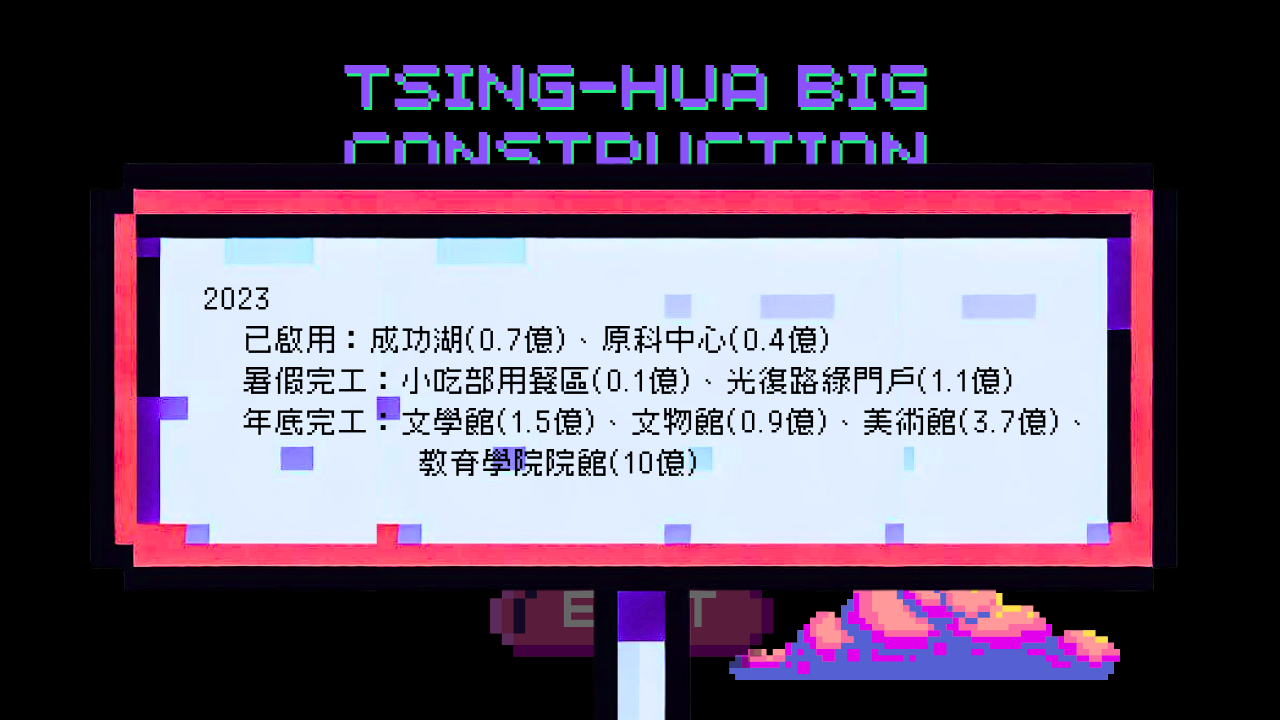 TSING-HUA BIG
CONSTRUCTION
2023
已啟用：成功湖(0.7億)、原科中心(0.4億)
暑假完工：小吃部用餐區(0.1億)、光復路綠門戶(1.1億)
年底完工：文學館(1.5億)、文物館(0.9億)、美術館(3.7億)、
教育學院院館(10億)